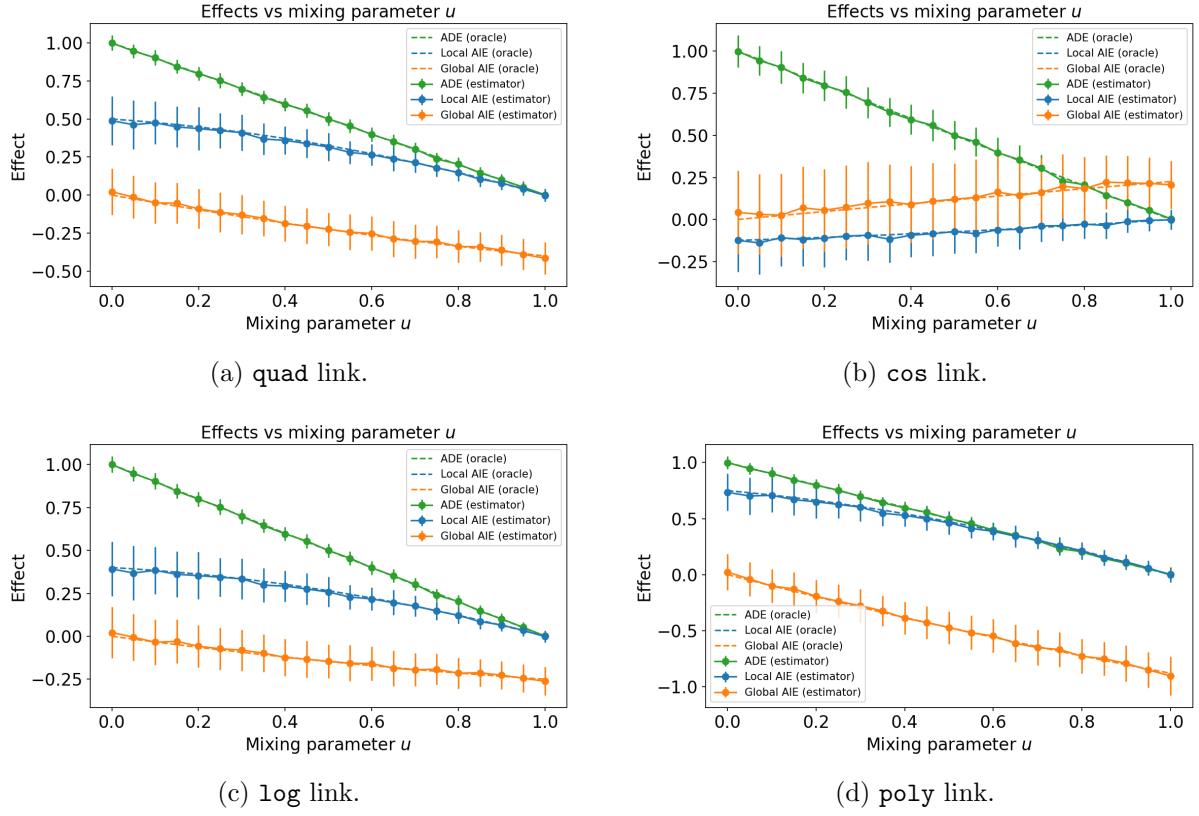 Effects vs mixing parameter u
Effect
1.00
0.75
0.50
0.25
0.00
−0.25
−0.50
ADE (oracle)
Local AIE (oracle)
Global AIE (oracle)
ADE (estimator)
Local AIE (estimator)
Global AIE (estimator)
0.0 0.2 0.4 0.6 0.8 1.0
Mixing parameter u
(a) quad link.
Effects vs mixing parameter u
Effect
1.00
0.75
0.50
0.25
0.00
−0.25
ADE (oracle)
Local AIE (oracle)
Global AIE (oracle)
ADE (estimator)
Local AIE (estimator)
Global AIE (estimator)
0.0 0.2 0.4 0.6 0.8 1.0
Mixing parameter u
(b) cos link.
Effects vs mixing parameter u
Effect
1.00
0.75
0.50
0.25
0.00
−0.25
ADE (oracle)
Local AIE (oracle)
Global AIE (oracle)
ADE (estimator)
Local AIE (estimator)
Global AIE (estimator)
0.0 0.2 0.4 0.6 0.8 1.0
Mixing parameter u
(c) log link.
Effects vs mixing parameter u
Effect
1.0
0.5
0.0
−0.5
−1.0
ADE (oracle)
Local AIE (oracle)
Global AIE (oracle)
ADE (estimator)
Local AIE (estimator)
Global AIE (estimator)
0.0 0.2 0.4 0.6 0.8 1.0
Mixing parameter u
(d) poly link.